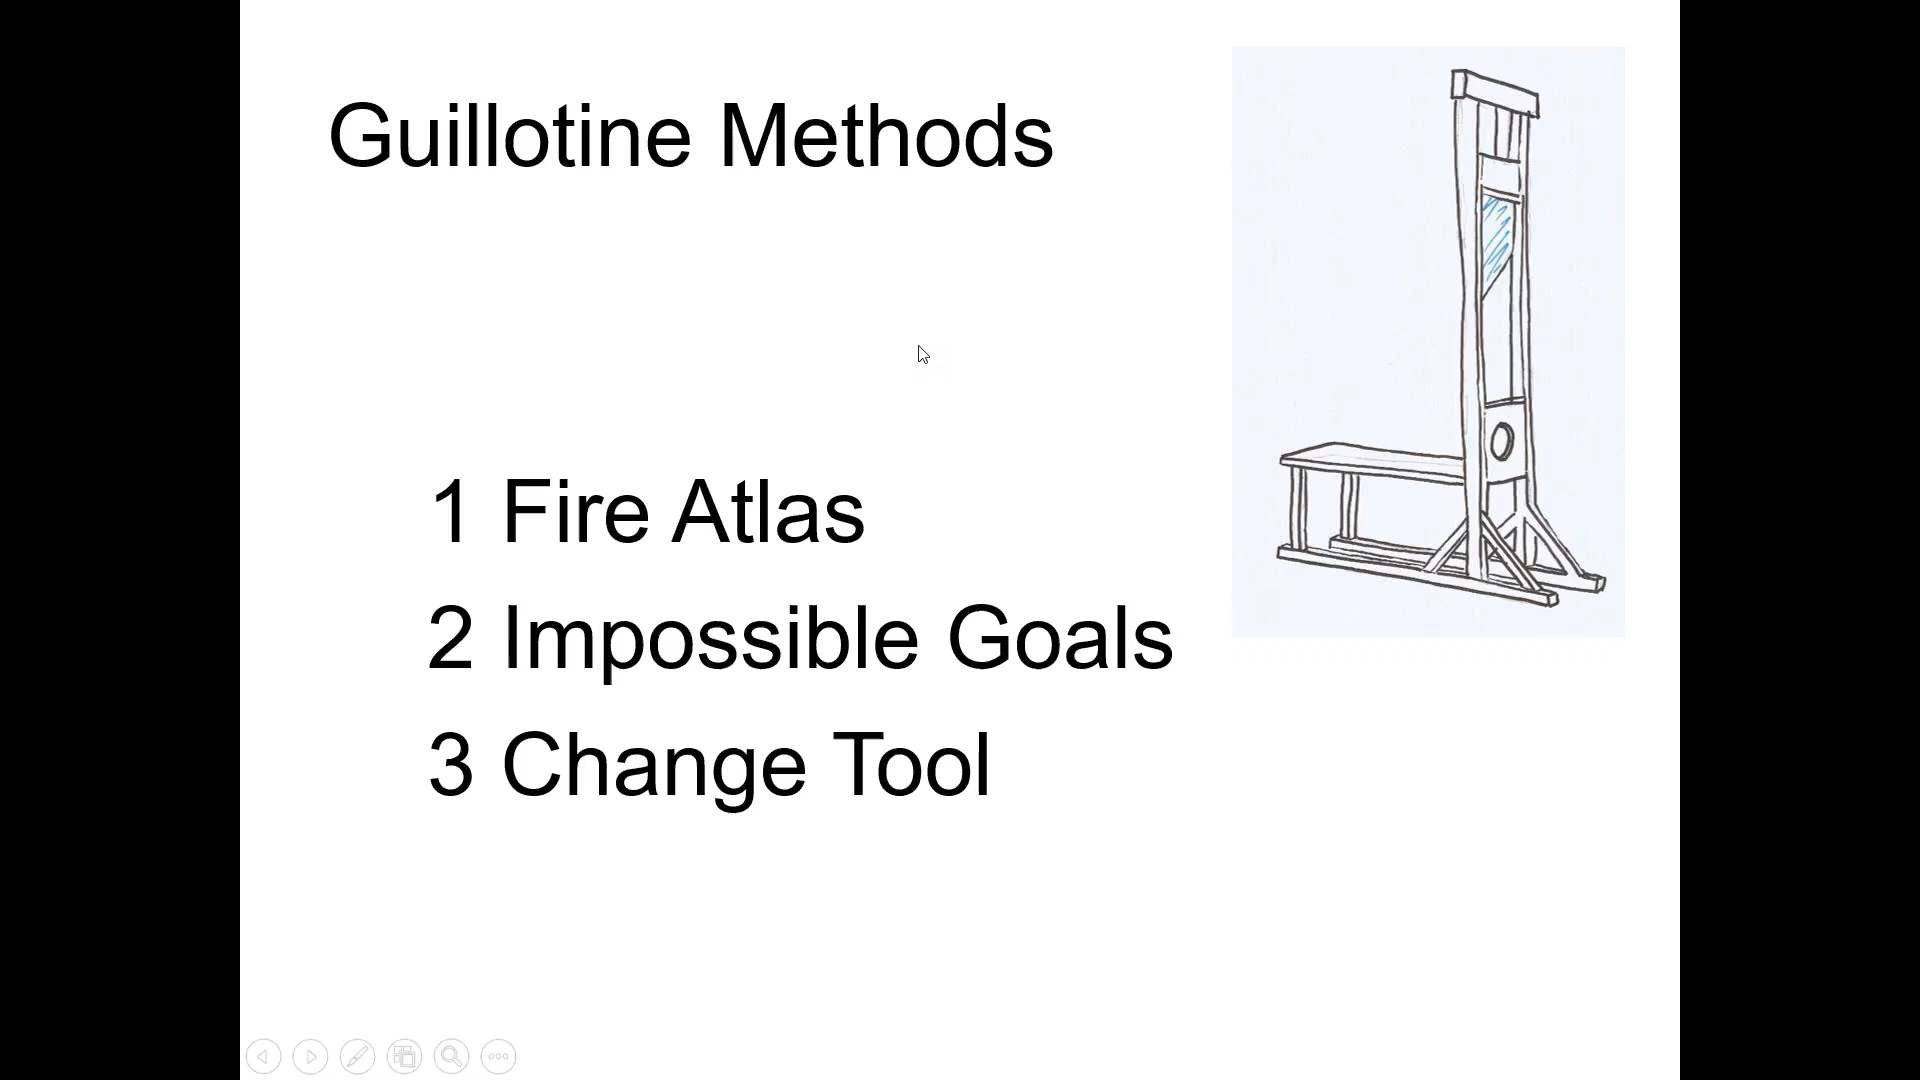 Guillotine Methods
1 Fire Atlas
2 Impossible Goals
3 Change Tool